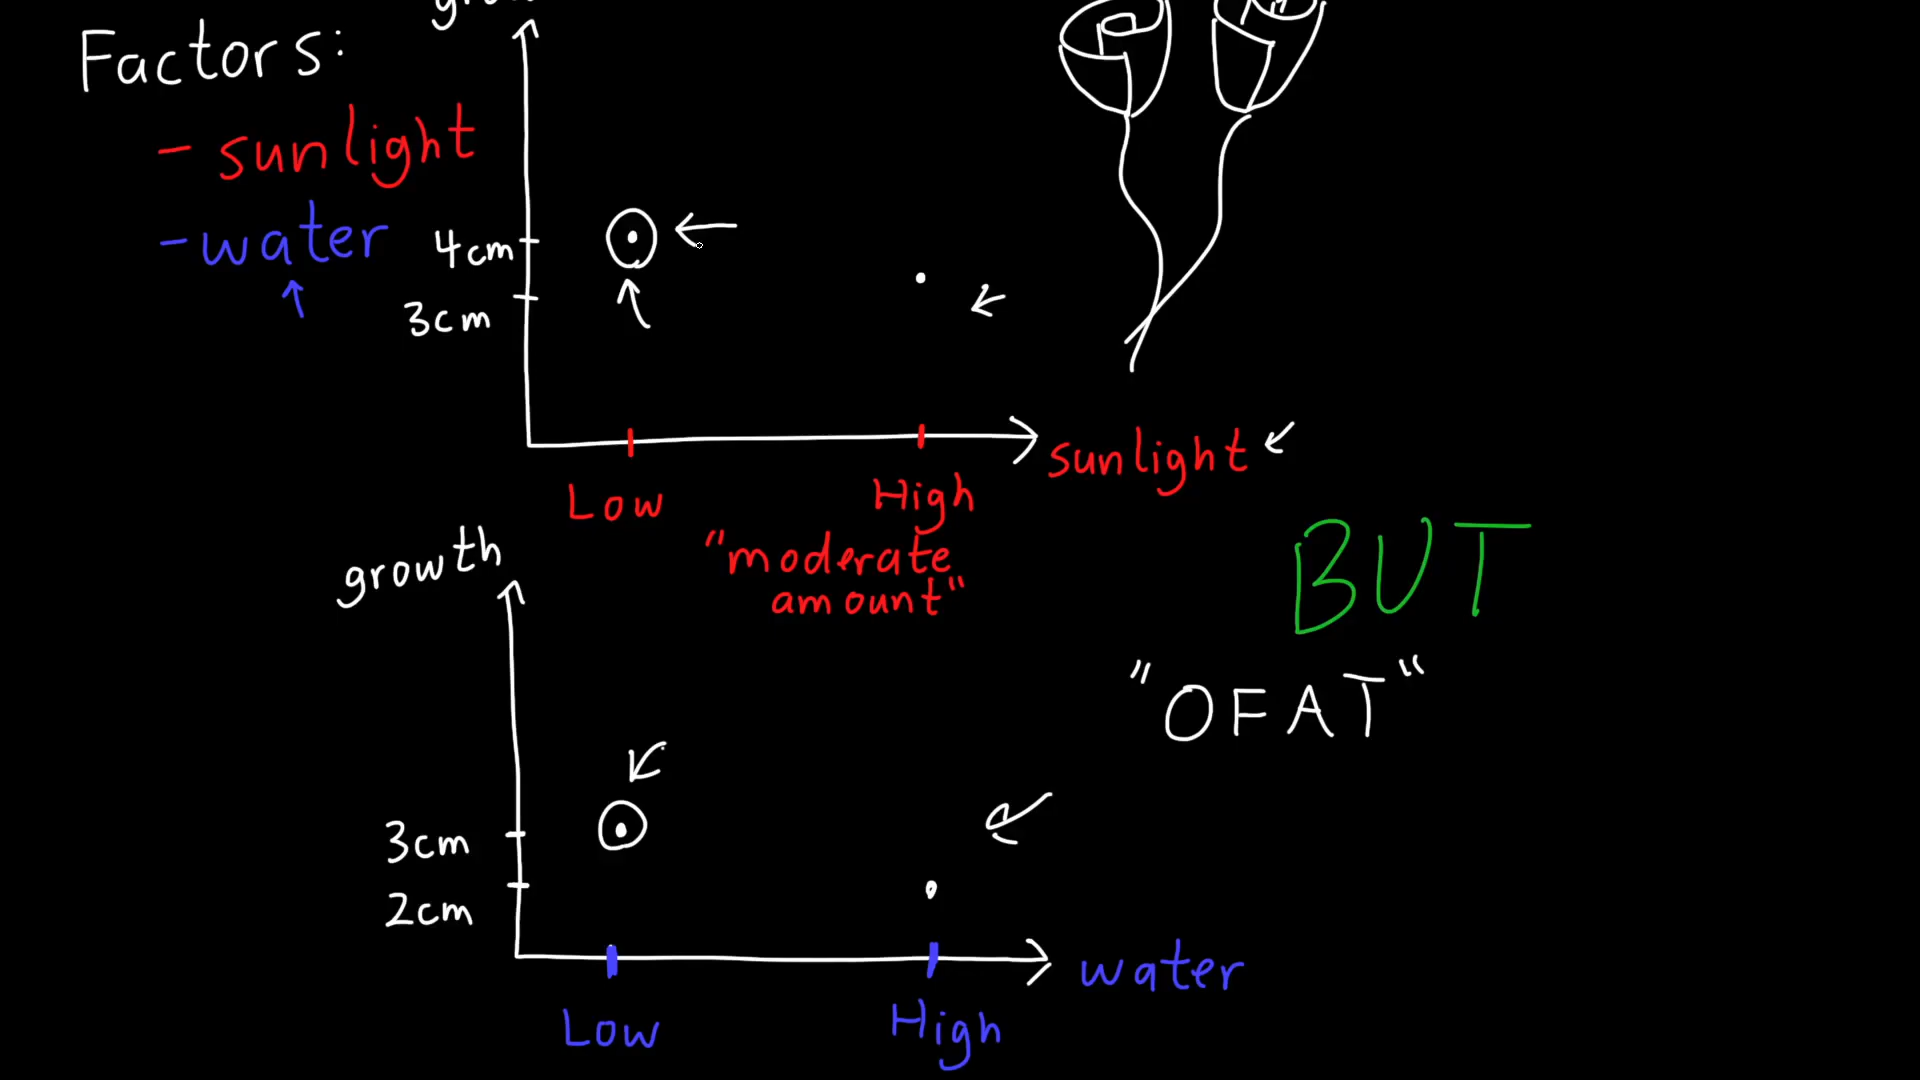 Factors:
- sunlight
- water
4cm
3cm
sunlight
Low
High
"moderate
amount"
growth
BUT
"OFAT"
3cm
2cm
water
Low
High